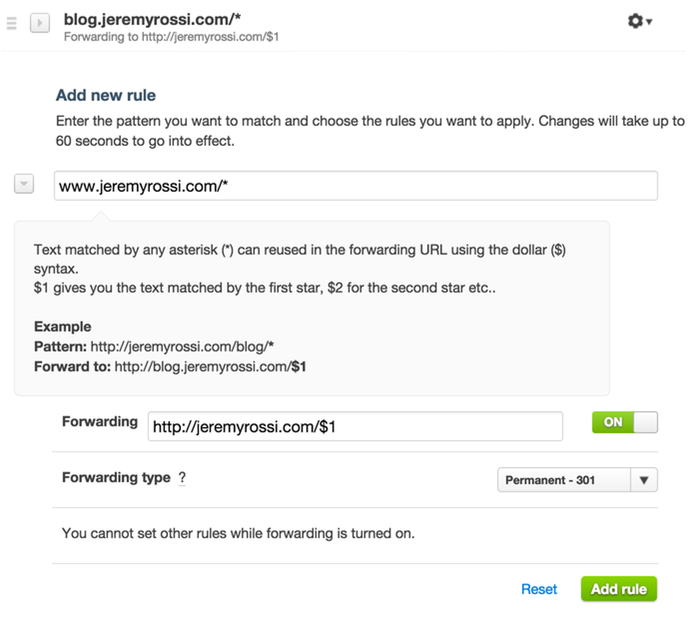 blog.jeremyrossi.com/*
Forwarding to http://jeremyrossi.com/$1
Add new rule
Enter the pattern you want to match and choose the rules you want to apply. Changes will take up to
60 seconds to go into effect.
www.jeremyrossi.com/*
Text matched by any asterisk (*) can reused in the forwarding URL using the dollar ($)
syntax.
$1 gives you the text matched by the first star, $2 for the second star etc..
Example
Pattern: http://jeremyrossi.com/blog/*
Forward to: http://blog.jeremyrossi.com/$1
Forwarding http://jeremyrossi.com/$1 ON
Forwarding type ? Permanent - 301
You cannot set other rules while forwarding is turned on.
Reset Add rule